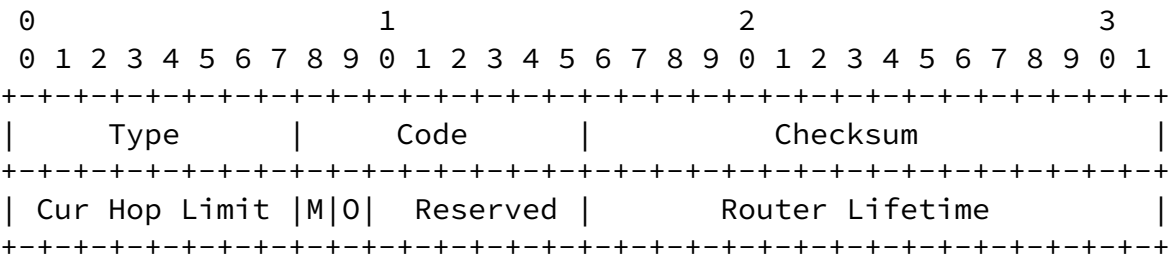 0                   1                   2                   3
 0 1 2 3 4 5 6 7 8 9 0 1 2 3 4 5 6 7 8 9 0 1 2 3 4 5 6 7 8 9 0 1
+-+-+-+-+-+-+-+-+-+-+-+-+-+-+-+-+-+-+-+-+-+-+-+-+-+-+-+-+-+-+-+-+
|     Type      |     Code      |          Checksum             |
+-+-+-+-+-+-+-+-+-+-+-+-+-+-+-+-+-+-+-+-+-+-+-+-+-+-+-+-+-+-+-+-+
| Cur Hop Limit |M|O|  Reserved |       Router Lifetime         |
+-+-+-+-+-+-+-+-+-+-+-+-+-+-+-+-+-+-+-+-+-+-+-+-+-+-+-+-+-+-+-+-+